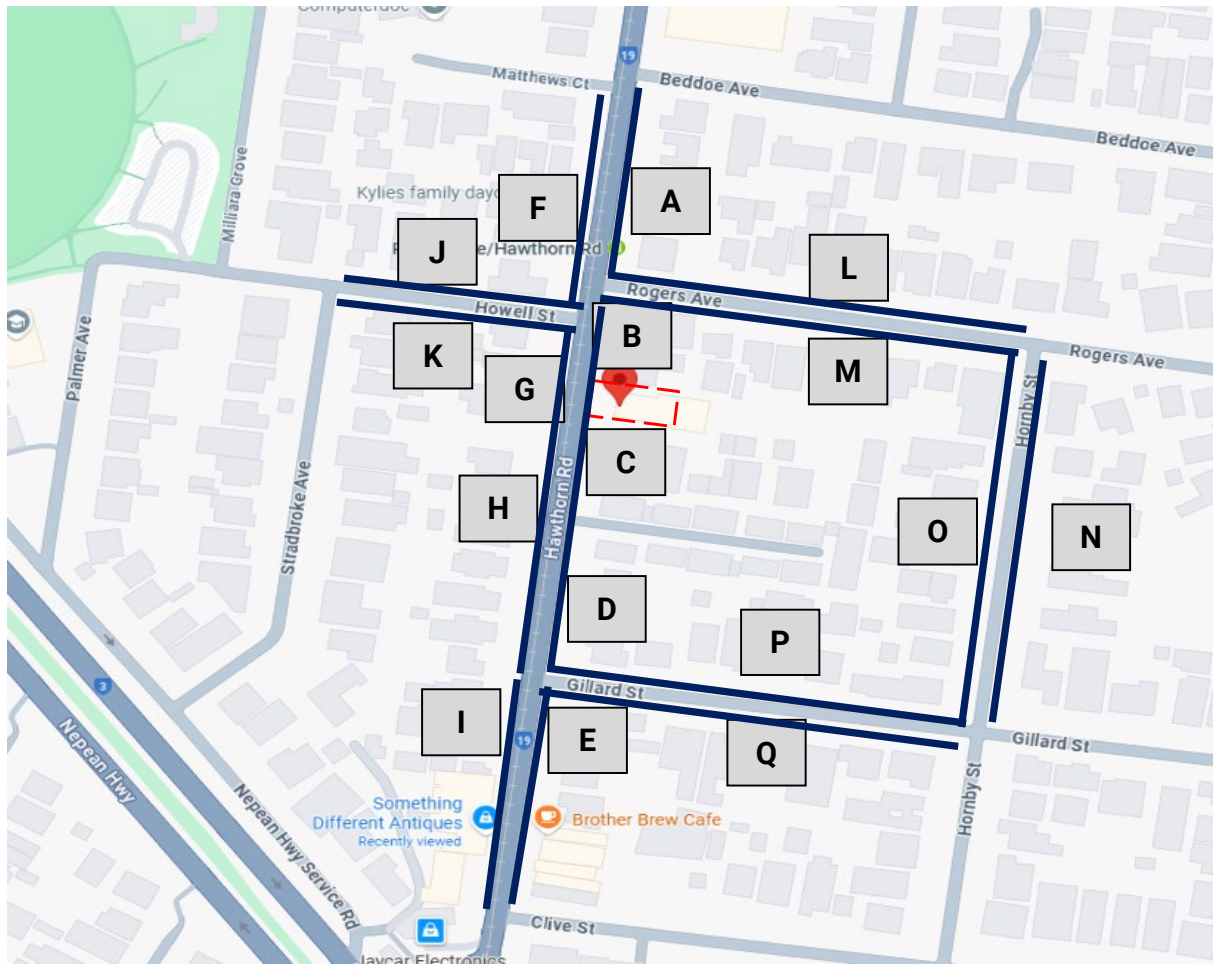 Computerdoc
19
Matthews Ct
Beddoe Ave
Beddoe Ave
Milliara Grove
Kylies family dayc
F
A
e/Hawthorn Rd
J
L
Rogers Ave
Howell St
Rogers Ave
Palmer Ave
K
B
M
G
Hornby St
C
Stradbroke Ave
H
Hawthorn Rd
O
N
D
P
3
Gillard St
I
19
E
Q
Gillard St
Nepean Hwy
Nepean Hwy Service Rd
Hornby St
Something
Different Antiques
Recently viewed
Brother Brew Cafe
Clive St
Jaycar Electronics